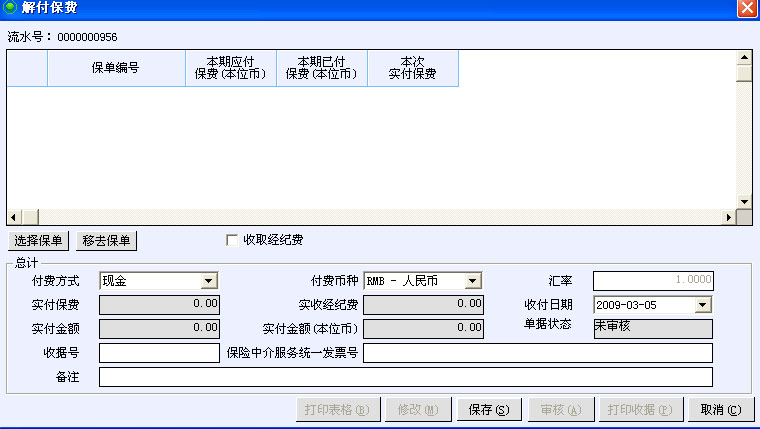 解付保费
流水号： 0000000956
保单编号
本期应付
保费(本位币)
本期已付
保费(本位币)
本次
实付保费
选择保单 移去保单 收取经纪费
总计
付费方式 现金 付费币种 RMB - 人民币 汇率 1.0000
实付保费 0.00 实收经纪费 0.00 收付日期 2009-03-05
实付金额 0.00 实付金额(本位币) 0.00 单据状态 未审核
收据号 保险中介服务统一发票号
备注
打印表格(B) 修改(M) 保存(S) 审核(A) 打印收据(P) 取消(C)